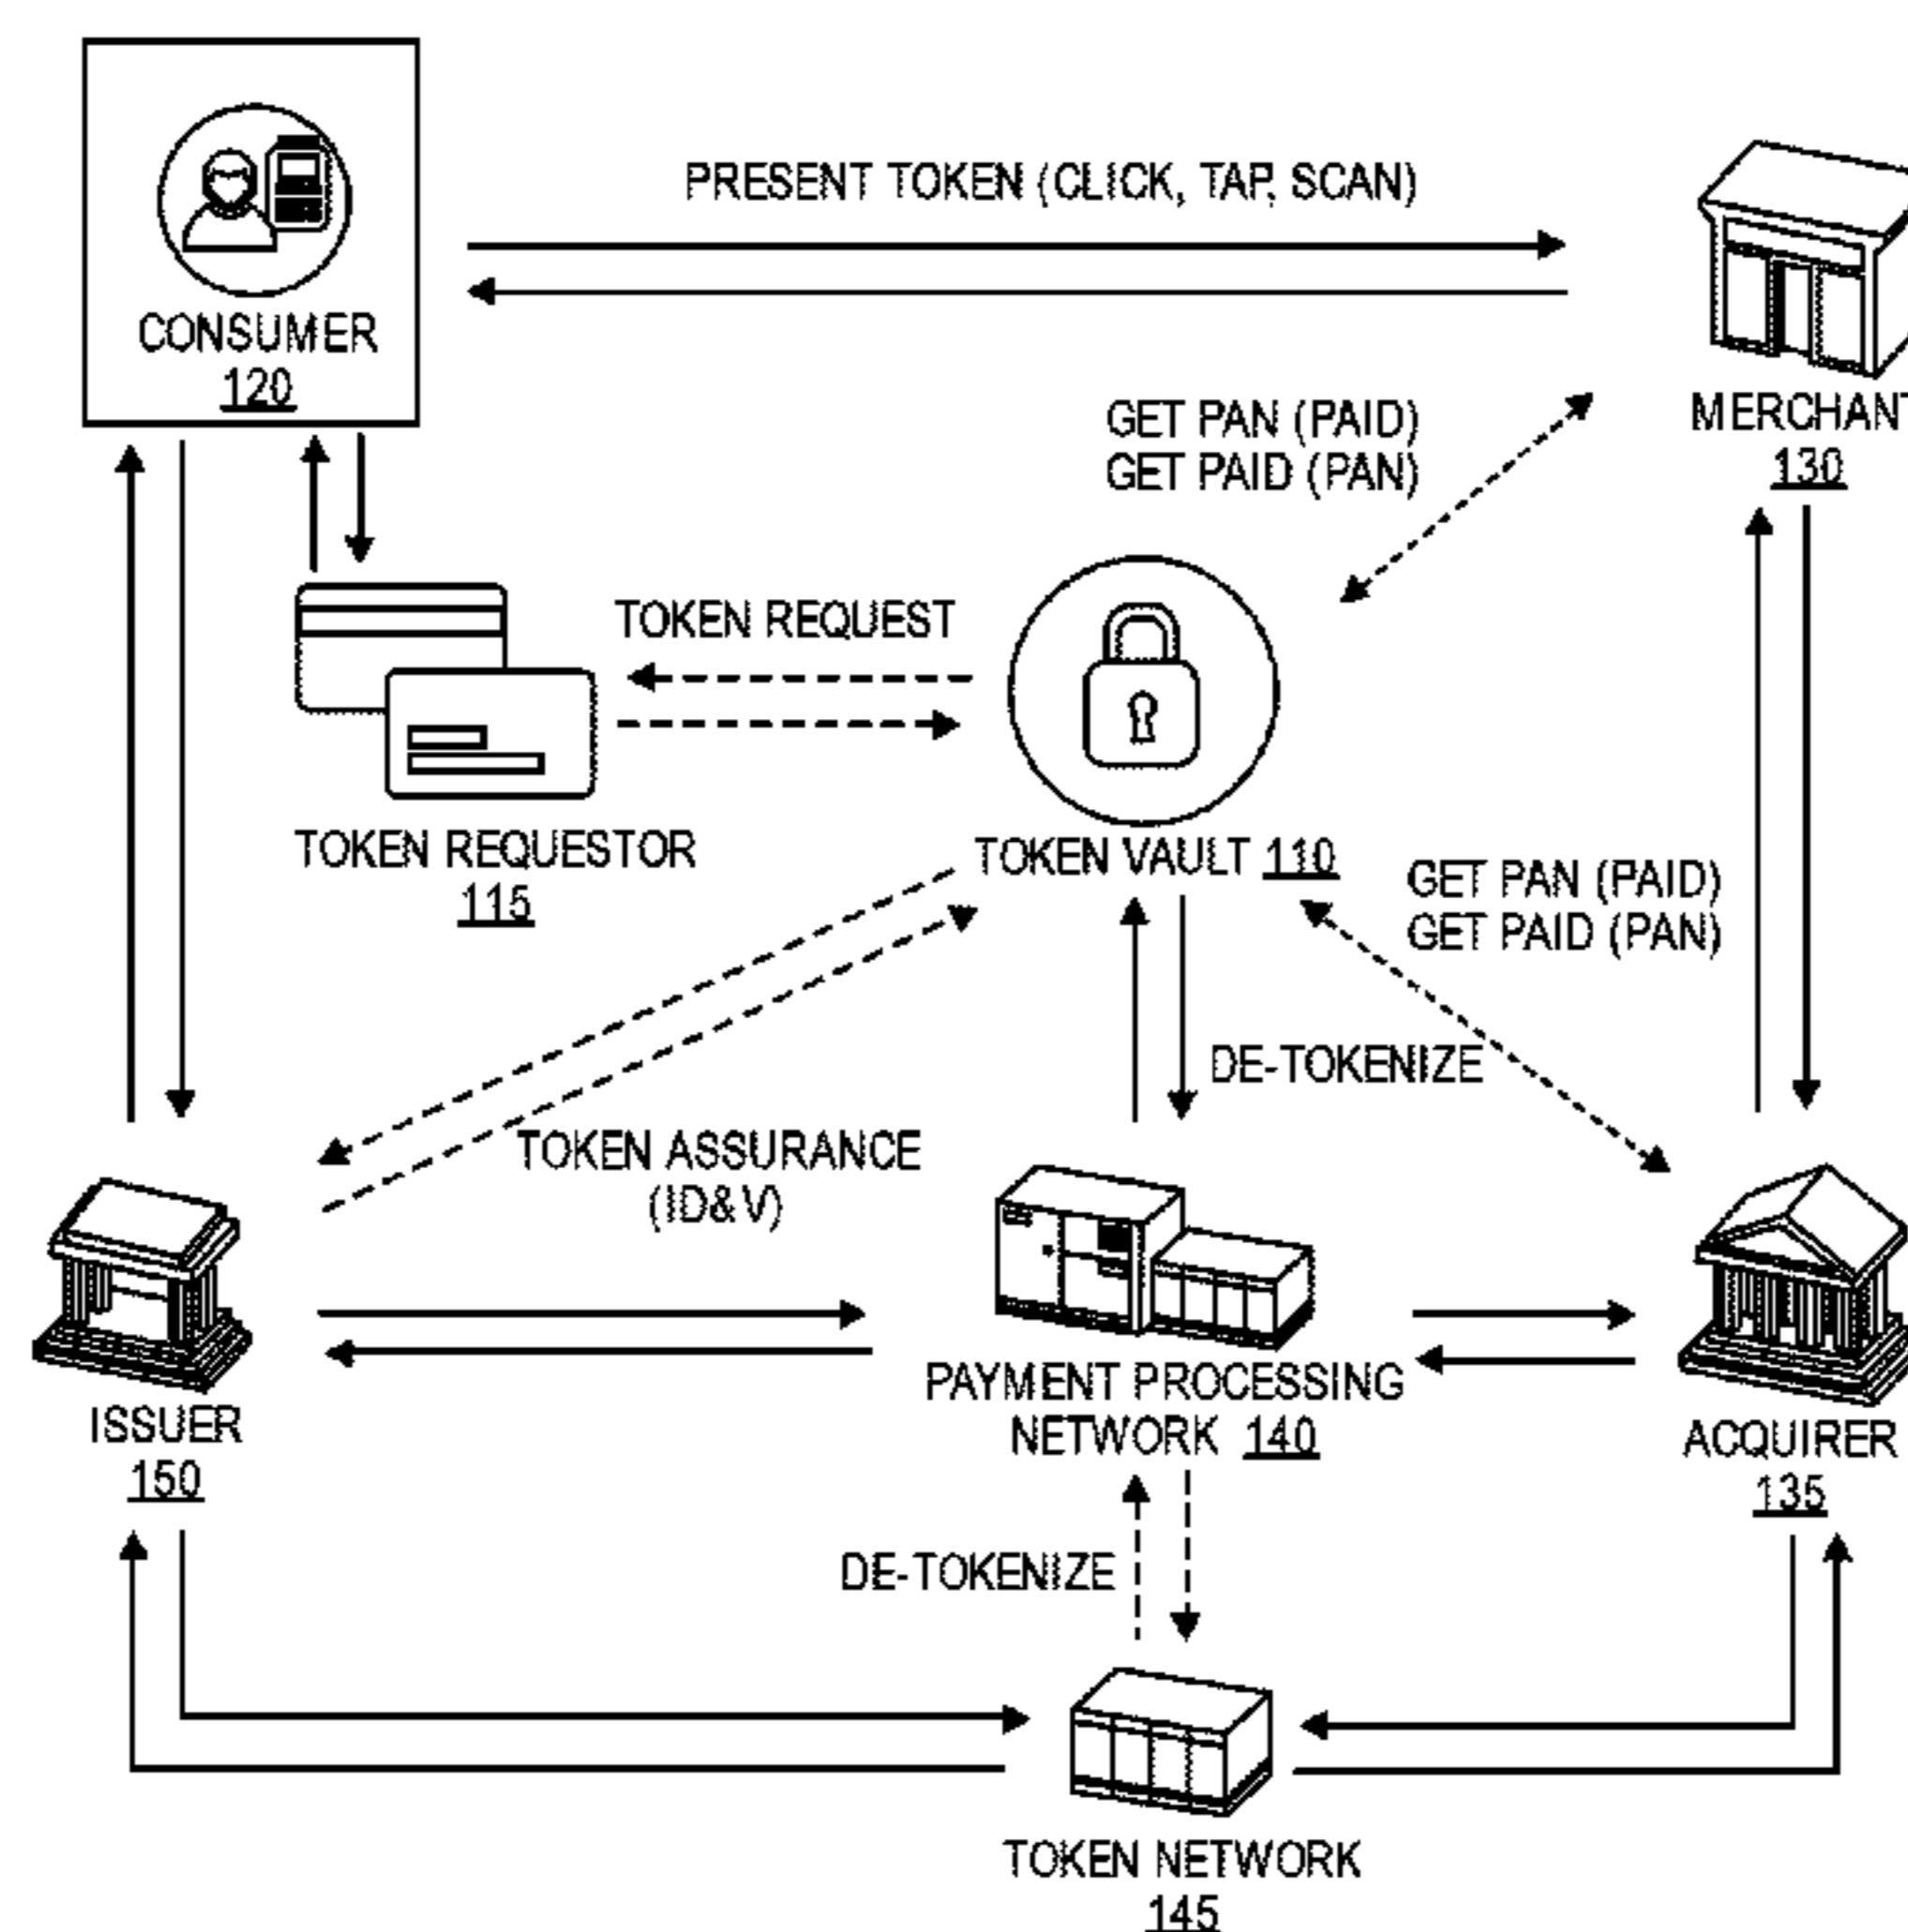 PRESENT TOKEN (CLICK, TAP, SCAN)
CONSUMER
120
MERCHANT
130
GET PAN (PAID)
GET PAID (PAN)
TOKEN REQUEST
TOKEN REQUESTOR
115
TOKEN VAULT 110
GET PAN (PAID)
GET PAID (PAN)
DE-TOKENIZE
TOKEN ASSURANCE
(ID&V)
PAYMENT PROCESSING
NETWORK 140
ISSUER
150
ACQUIRER
135
DE-TOKENIZE
TOKEN NETWORK
145